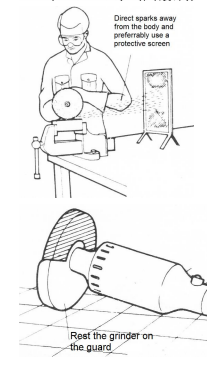 Direct sparks away
from the body and
preferrably use a
protective screen
Rest the grinder on
the guard